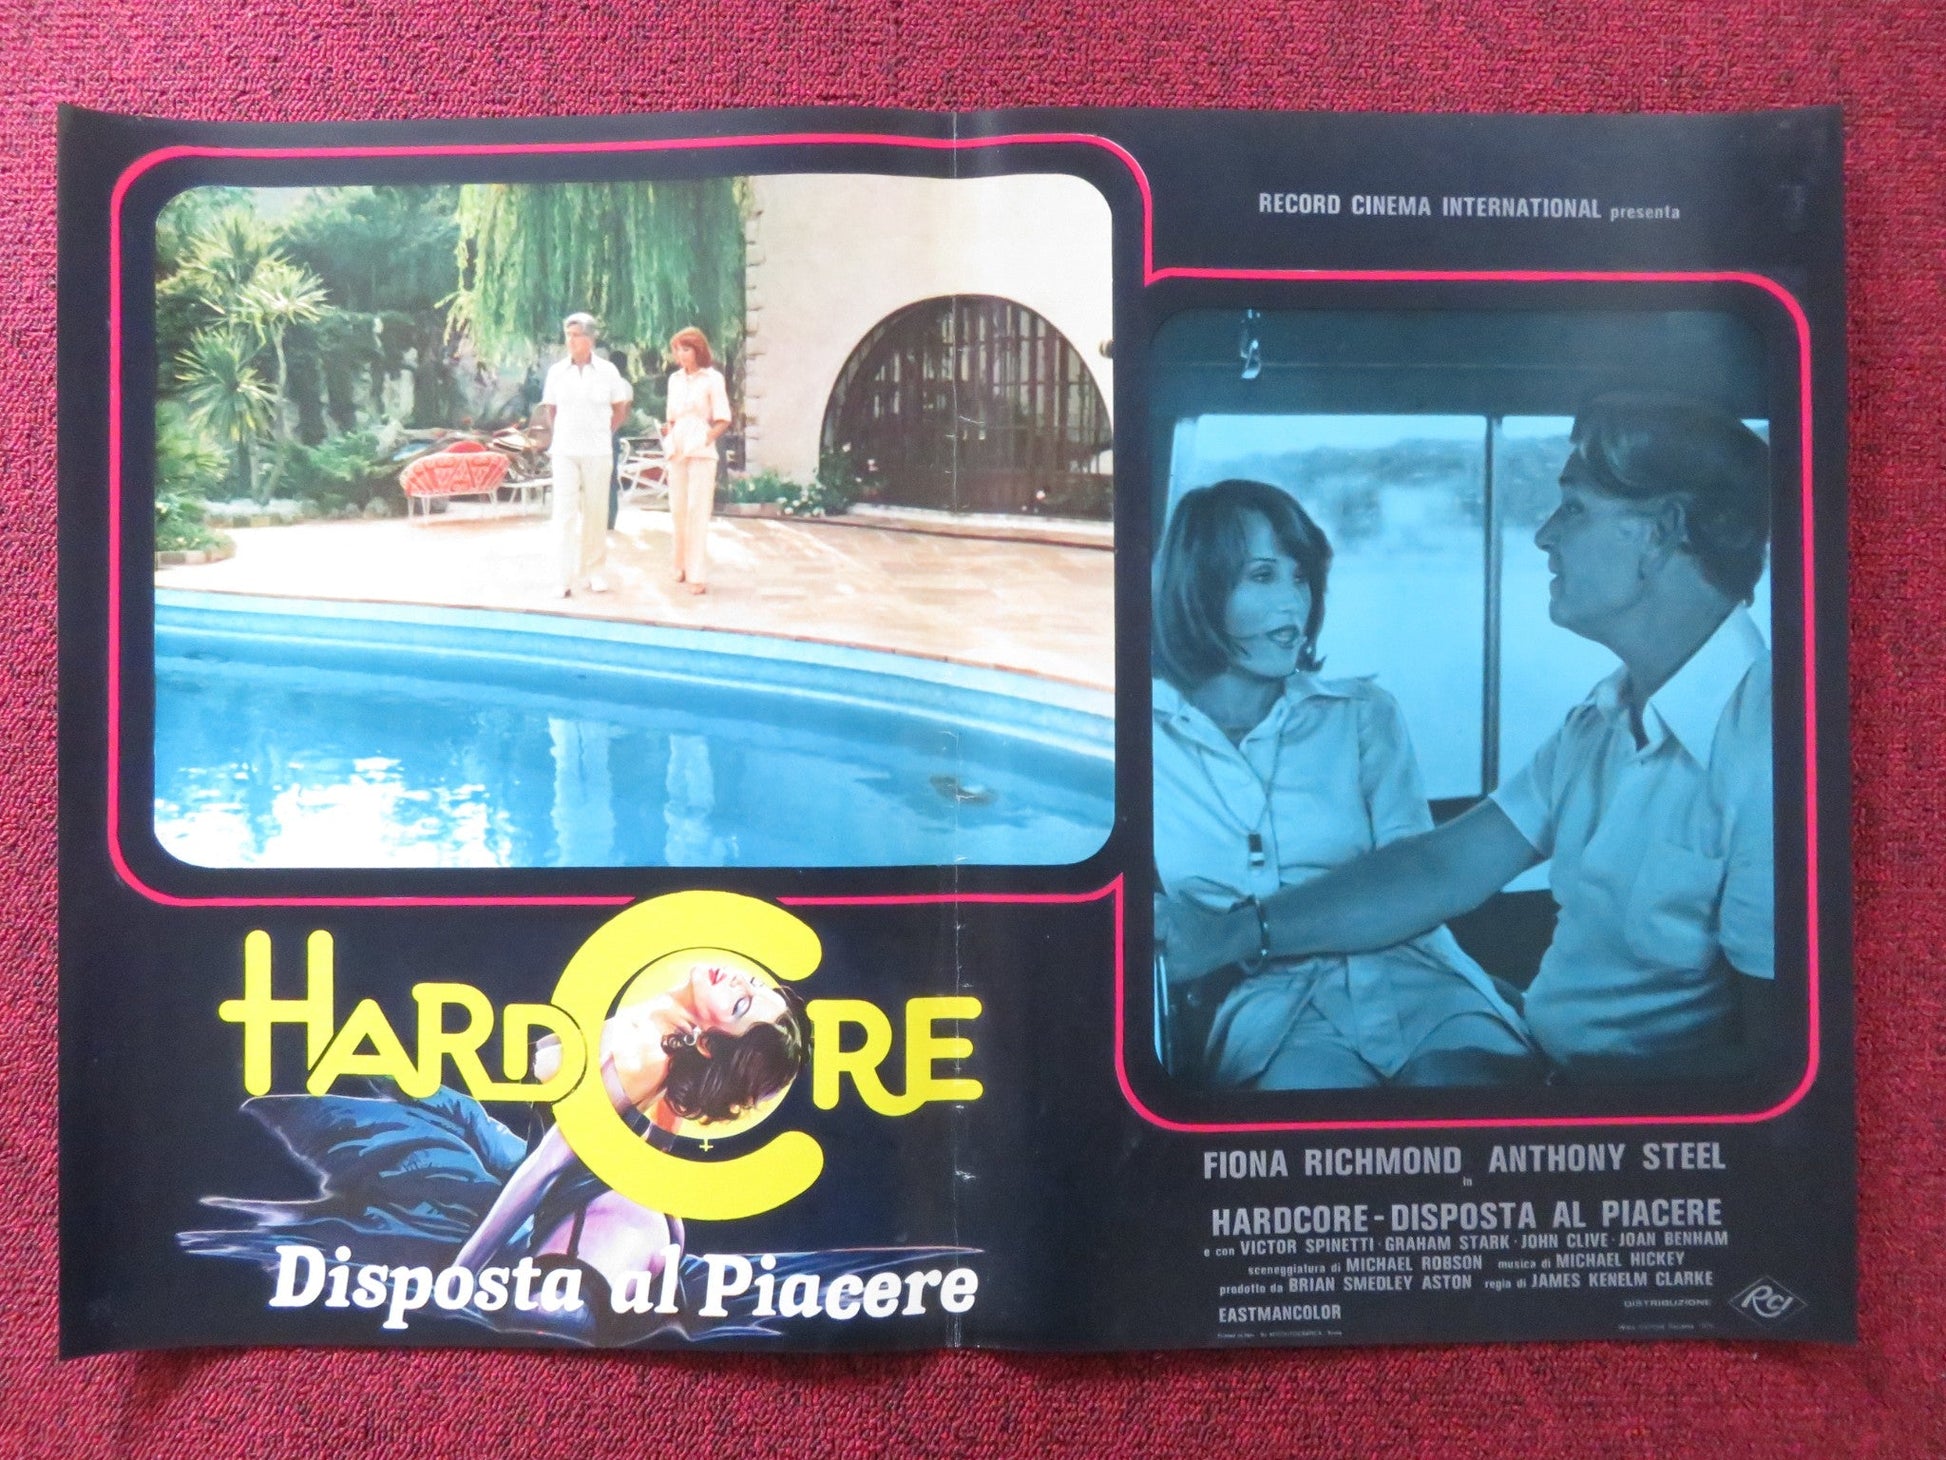 RECORD CINEMA INTERNATIONAL presenta
HARDCORE
Disposta al Piacere
FIONA RICHMOND, ANTHONY STEEL
in
HARDCORE - DISPOSTA AL PIACERE
e con VICTOR SPINETTI · GRAHAM STARK · JOHN CLIVE · JOAN BENHAM
sceneggiatura di MICHAEL ROBSON musica di MICHAEL HICKEY
prodotto da BRIAN SMEDLEY ASTON regia di JAMES KENELM CLARKE
EASTMANCOLOR
DISTRIBUZIONE RCI